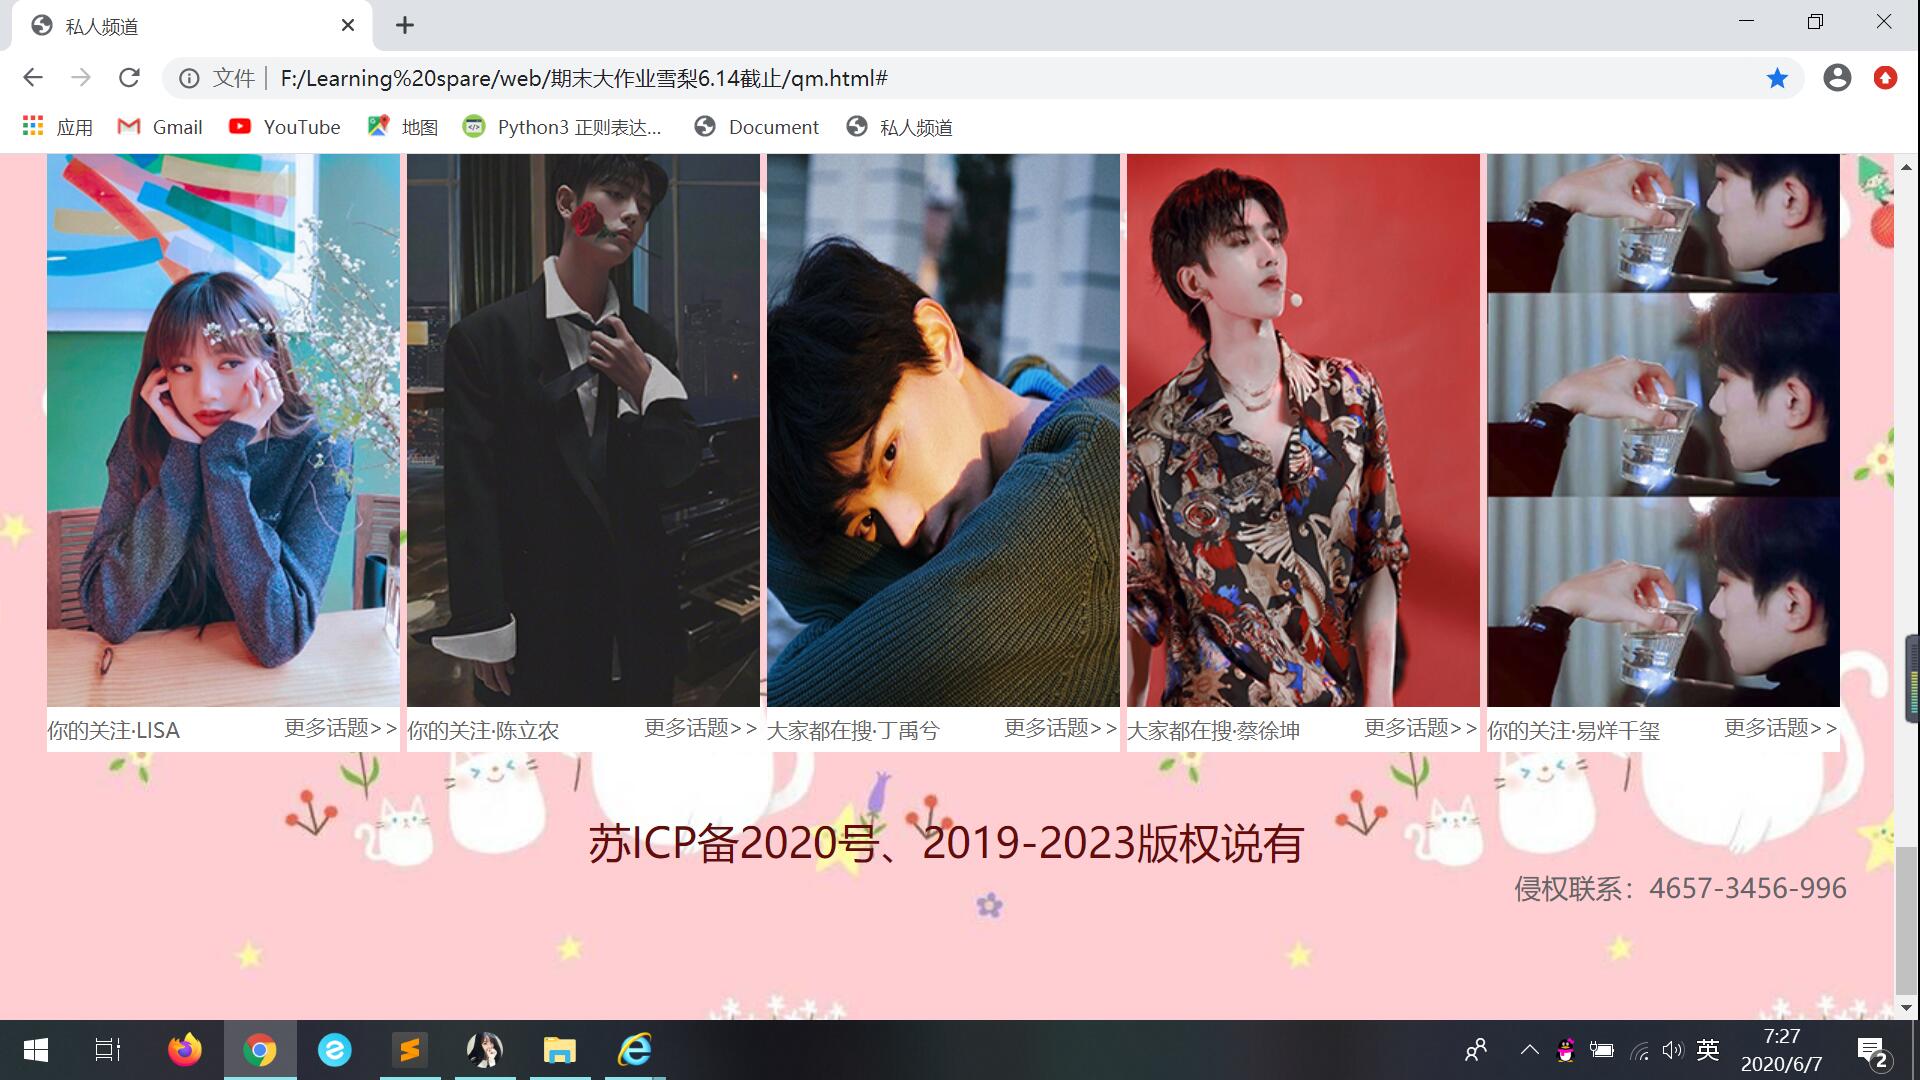 私人频道
文件 F:/Learning%20spare/web/期末大作业雪梨6.14截止/qm.html#
应用 Gmail YouTube 地图 Python3 正则表达... Document 私人频道
你的关注·LISA 更多话题>> 你的关注·陈立农 更多话题>> 大家都在搜·丁禹兮 更多话题>> 大家都在搜·蔡徐坤 更多话题>> 你的关注·易烊千玺 更多话题>>
苏ICP备2020号、2019-2023版权说有
侵权联系：4657-3456-996
英 7:27 2
2020/6/7